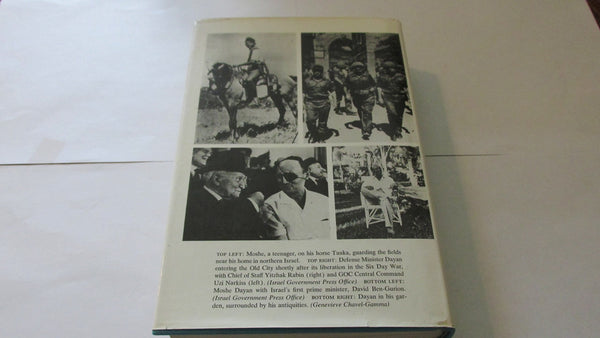 TOP LEFT: Moshe, a teenager, on his horse Tuska, guarding the fields
near his home in northern Israel. TOP RIGHT: Defense Minister Dayan
entering the Old City shortly after its liberation in the Six Day War,
with Chief of Staff Yitzhak Rabin (right) and GOC Central Command
Uzi Narkiss (left). (Israel Government Press Office) BOTTOM LEFT:
Moshe Dayan with Israel's first prime minister, David Ben-Gurion.
(Israel Government Press Office) BOTTOM RIGHT: Dayan in his gar-
den, surrounded by his antiquities. (Genevieve Chavel-Gamma)